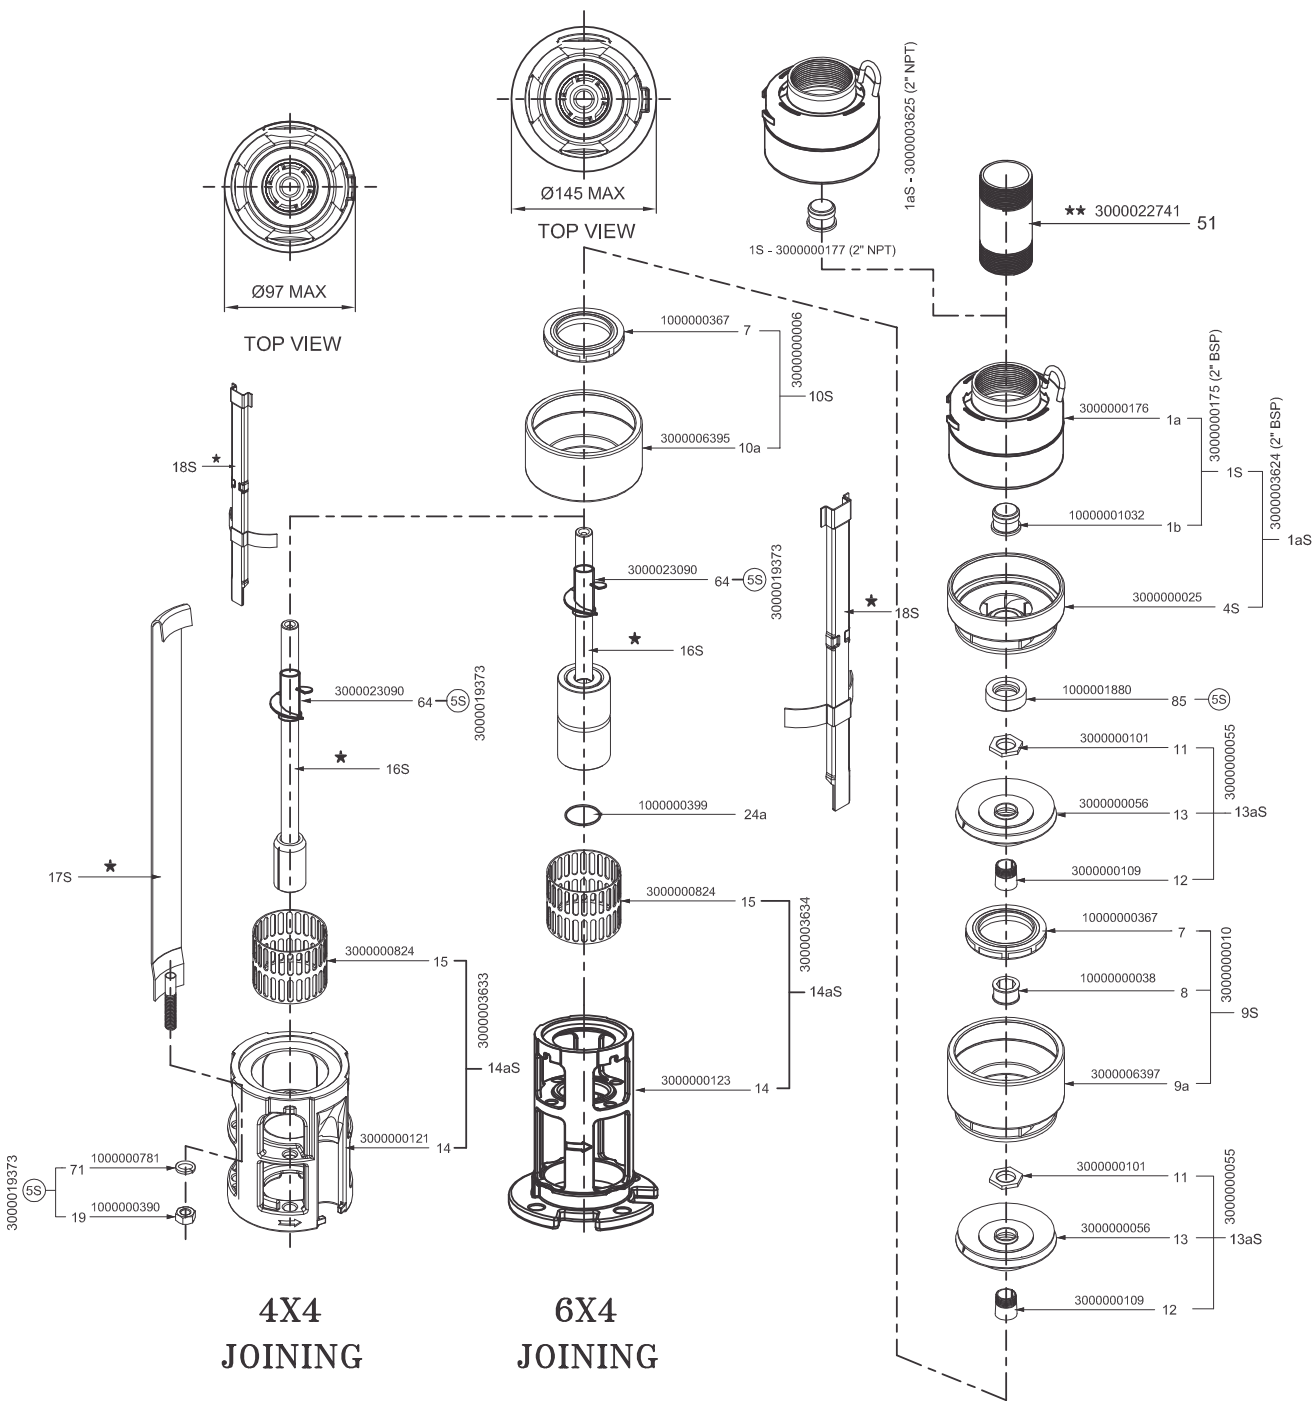 Ø97 MAX
TOP VIEW
Ø145 MAX
TOP VIEW
1aS - 3000003625 (2" NPT)
1S - 3000000177 (2" NPT)
★★ 3000022741
51
1000000367
7
3000000006
10S
3000006395
10a
18S
★
3000023090
64
5S
3000019373
★
16S
17S
★
3000000824
15
3000003633
14aS
3000000121
14
3000019373
5S
71
1000000781
19
1000000390
4X4
JOINING
3000023090
64
5S
3000019373
★
16S
★
18S
1000000399
24a
3000000824
15
3000003634
14aS
3000000123
14
6X4
JOINING
3000000176
1a
3000000175 (2" BSP)
1S
3000003624 (2" BSP)
1aS
10000001032
1b
3000000025
4S
1000001880
85
5S
3000000101
11
3000000055
3000000056
13
13aS
3000000109
12
10000000367
7
3000000010
10000000038
8
9S
3000006397
9a
3000000101
11
3000000055
3000000056
13
13aS
3000000109
12